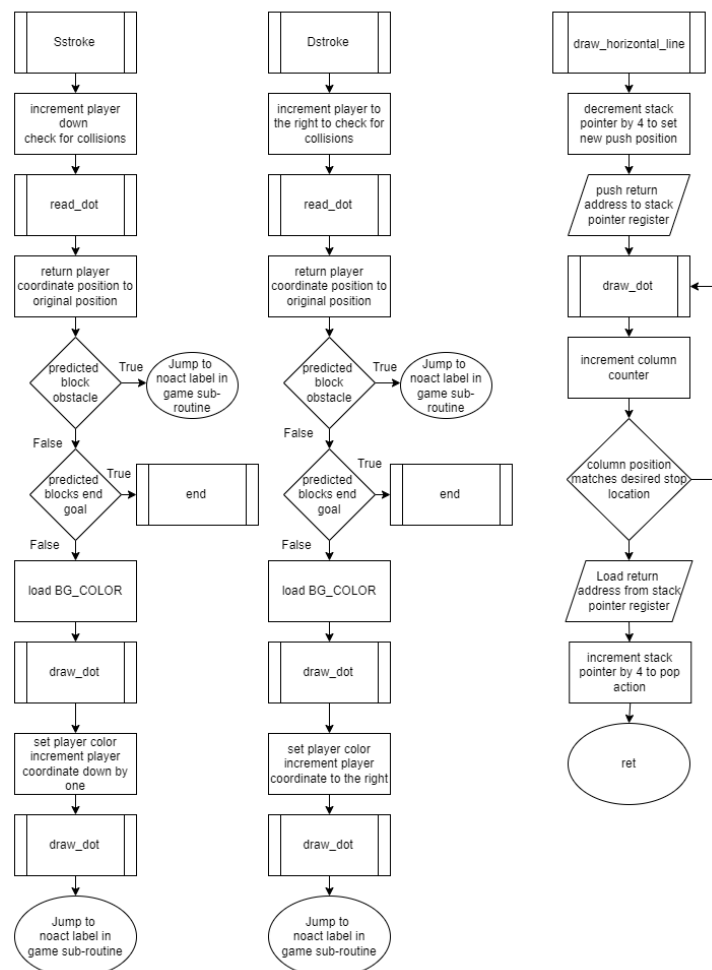 Sstroke
increment player
down
check for collisions
read_dot
return player
coordinate position to
original position
predicted
block
obstacle
True
Jump to
noact label in
game sub-
routine
False
predicted
blocks end
goal
True
end
False
load BG_COLOR
draw_dot
set player color
increment player
coordinate down by
one
draw_dot
Jump to
noact label in
game sub-routine
Dstroke
increment player to
the right to check for
collisions
read_dot
return player
coordinate position to
original position
predicted
block
obstacle
True
Jump to
noact label in
game sub-
routine
False
predicted
blocks end
goal
True
end
False
load BG_COLOR
draw_dot
set player color
increment player
coordinate to the right
draw_dot
Jump to
noact label in
game sub-routine
draw_horizontal_line
decrement stack
pointer by 4 to set
new push position
push return
address to stack
pointer register
draw_dot
increment column
counter
column position
matches desired stop
location
Load return
address from stack
pointer register
increment stack
pointer by 4 to pop
action
ret